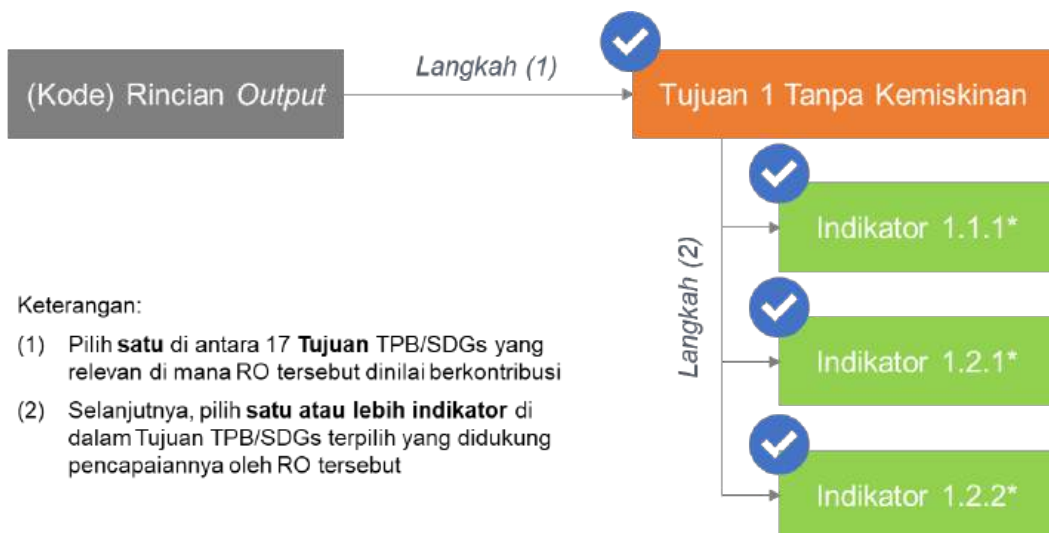 (Kode) Rincian Output
Langkah (1)
Tujuan 1 Tanpa Kemiskinan
Indikator 1.1.1*
Langkah (2)
Indikator 1.2.1*
Indikator 1.2.2*
Keterangan:
(1) Pilih satu di antara 17 Tujuan TPB/SDGs yang
relevan di mana RO tersebut dinilai berkontribusi
(2) Selanjutnya, pilih satu atau lebih indikator di
dalam Tujuan TPB/SDGs terpilih yang didukung
pencapaiannya oleh RO tersebut